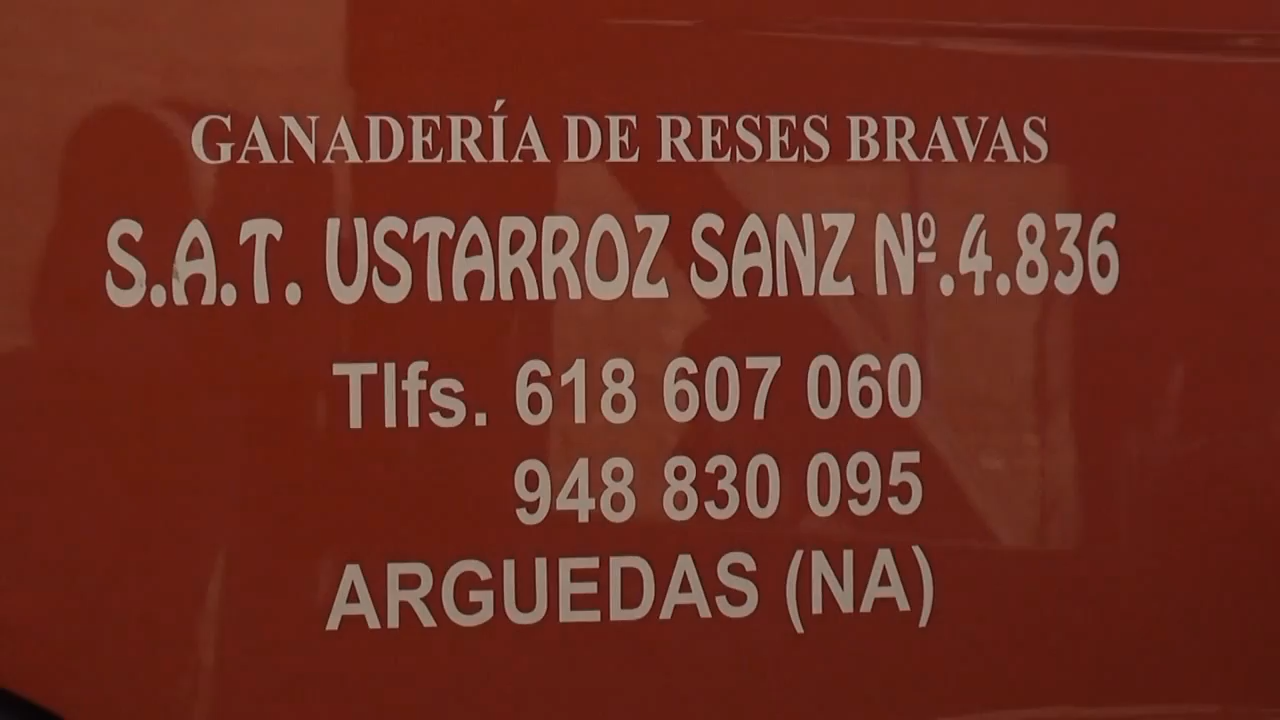 GANADERÍA DE RESES BRAVAS
S.A.T. USTARROZ SANZ Nº.4.836
Tlfs. 618 607 060
948 830 095
ARGUEDAS (NA)